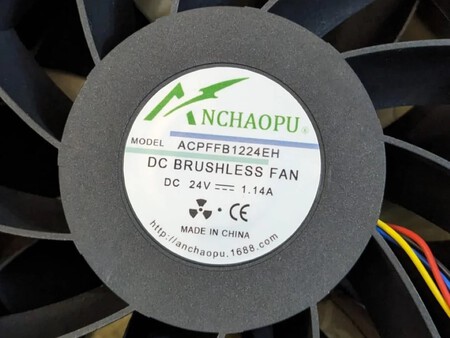 ANCHAOPU®
MODEL ACPFFB1224EH
DC BRUSHLESS FAN
DC 24V ⎓ 1.14A
CE
MADE IN CHINA
http://anchaopu.1688.com